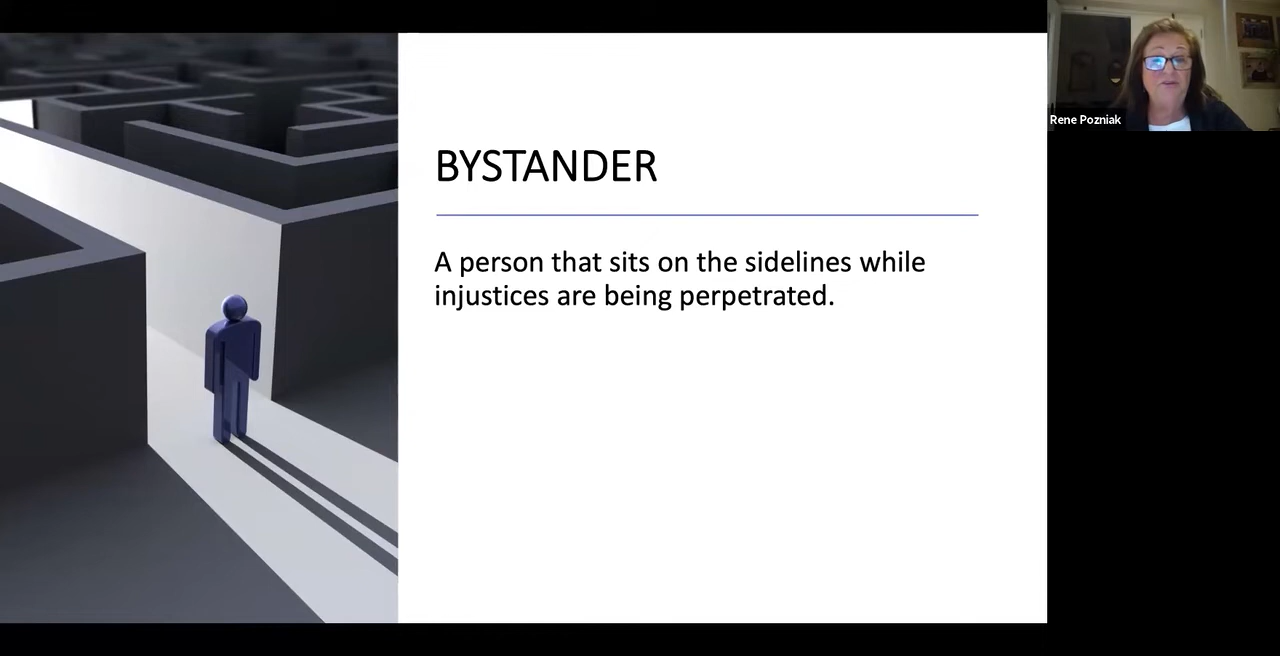 BYSTANDER
A person that sits on the sidelines while
injustices are being perpetrated.
Rene Pozniak